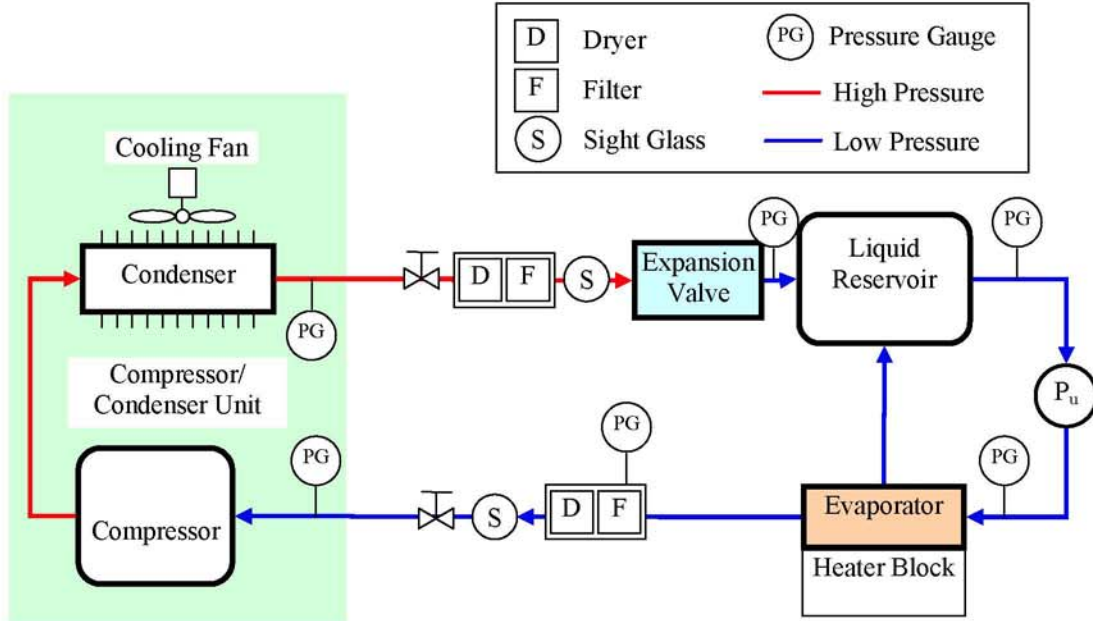 D Dryer
PG Pressure Gauge
F Filter
High Pressure
S Sight Glass
Low Pressure
Cooling Fan
Condenser
PG
D F
S
Expansion
Valve
PG
Liquid
Reservoir
PG
Compressor/
Condenser Unit
Compressor
PG
S
D F
PG
Evaporator
Heater Block
PG
Pu